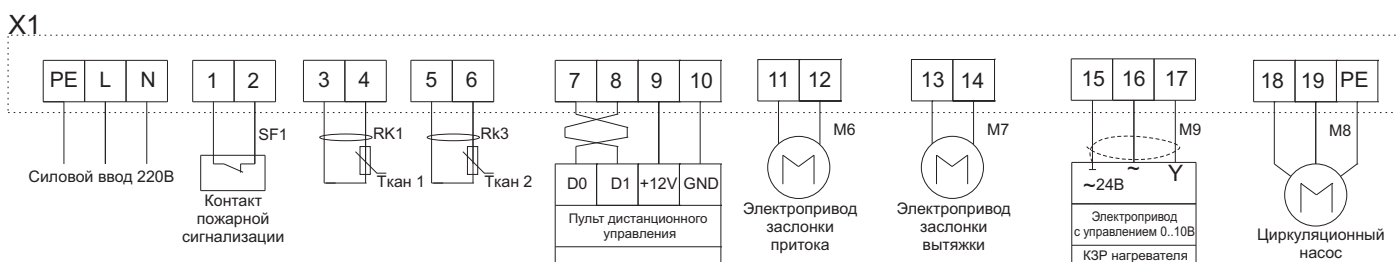 X1
PE L N 1 2 3 4 5 6 7 8 9 10 11 12 13 14 15 16 17 18 19 PE
SF1 RK1 Rk3 M6 M7 M9 M8
Силовой ввод 220В
Контакт
пожарной
сигнализации
Ткан 1
Ткан 2
D0 D1 +12V GND
Пульт дистанционного
управления
M
Электропривод
заслонки
притока
M
Электропривод
заслонки
вытяжки
~24В ~ Y
Электропривод
с управлением 0..10В
КЗР нагревателя
M
Циркуляционный
насос